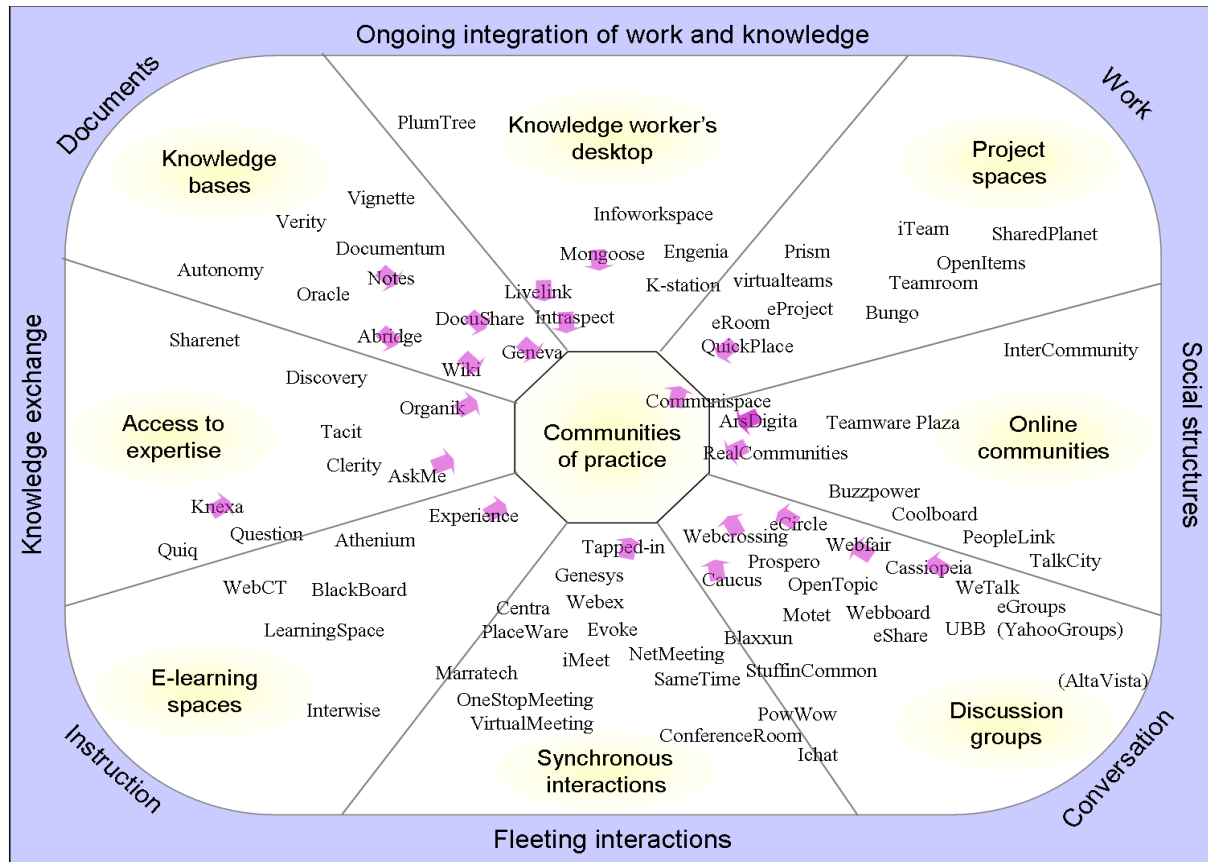 Ongoing integration of work and knowledge
Documents
Work
Knowledge exchange
Social structures
Instruction
Conversation
Fleeting interactions
Knowledge
bases
Vignette
Verity
Documentum
Autonomy
Notes
Oracle
Abridge
DocuShare
Wiki
Geneva
PlumTree
Knowledge worker's
desktop
Infoworkspace
Mongoose
Engenia
K-station
Livelink
Intraspect
Project
spaces
iTeam
SharedPlanet
Prism
OpenItems
virtualteams
Teamroom
eProject
Bungo
eRoom
QuickPlace
InterCommunity
Communispace
ArsDigita
Teamware Plaza
Online
communities
RealCommunities
Buzzpower
Coolboard
PeopleLink
TalkCity
Sharenet
Discovery
Organik
Access to
expertise
Tacit
Clerity
AskMe
Knexa
Question
Quiq
Communities
of practice
Experience
Athenium
WebCT
BlackBoard
LearningSpace
E-learning
spaces
Interwise
Tapped-in
Genesys
Webex
Centra
PlaceWare
Evoke
iMeet
NetMeeting
Marratech
SameTime
OneStopMeeting
VirtualMeeting
ConferenceRoom
Synchronous
interactions
Webcrossing
eCircle
Webfair
Prospero
Cassiopeia
Caucus
OpenTopic
WeTalk
Motet
Webboard
eGroups
eShare
UBB
(YahooGroups)
Blaxxun
StuffinCommon
(AltaVista)
PowWow
Ichat
Discussion
groups